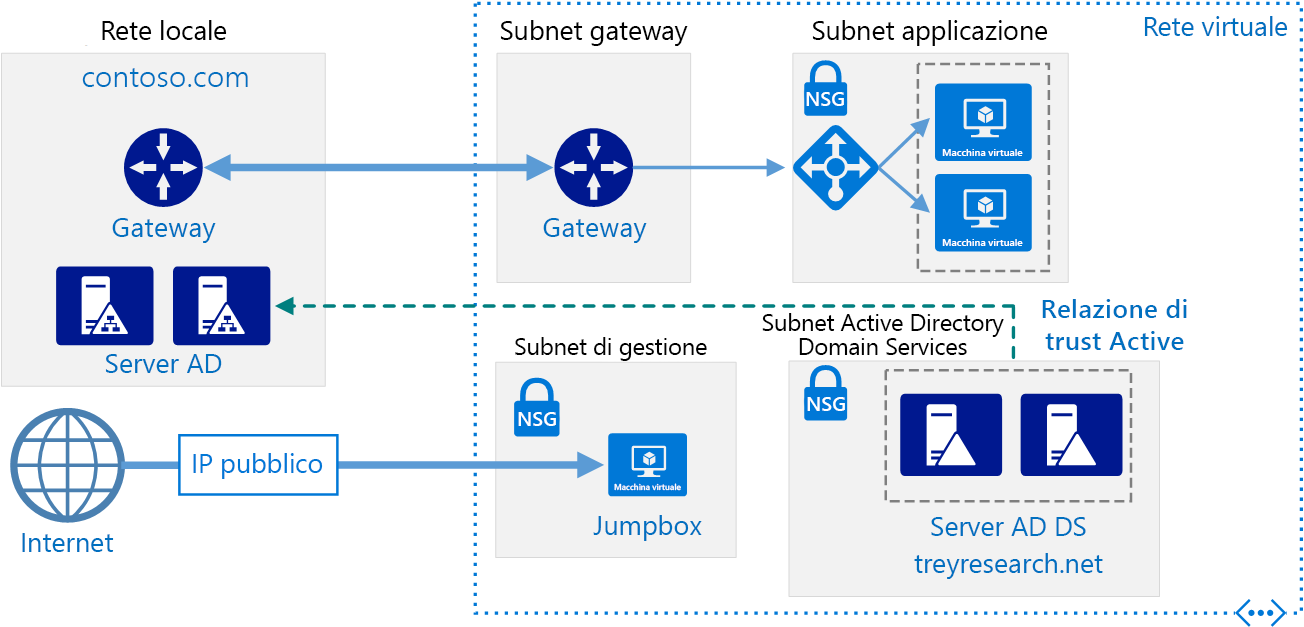 Rete locale
Subnet gateway
Subnet applicazione
Rete virtuale
contoso.com
NSG
Macchina virtuale
Gateway
Gateway
Macchina virtuale
Server AD
Relazione di
trust Active
Subnet Active Directory
Domain Services
Subnet di gestione
NSG
NSG
IP pubblico
Macchina virtuale
Jumpbox
Internet
Server AD DS
treyresearch.net